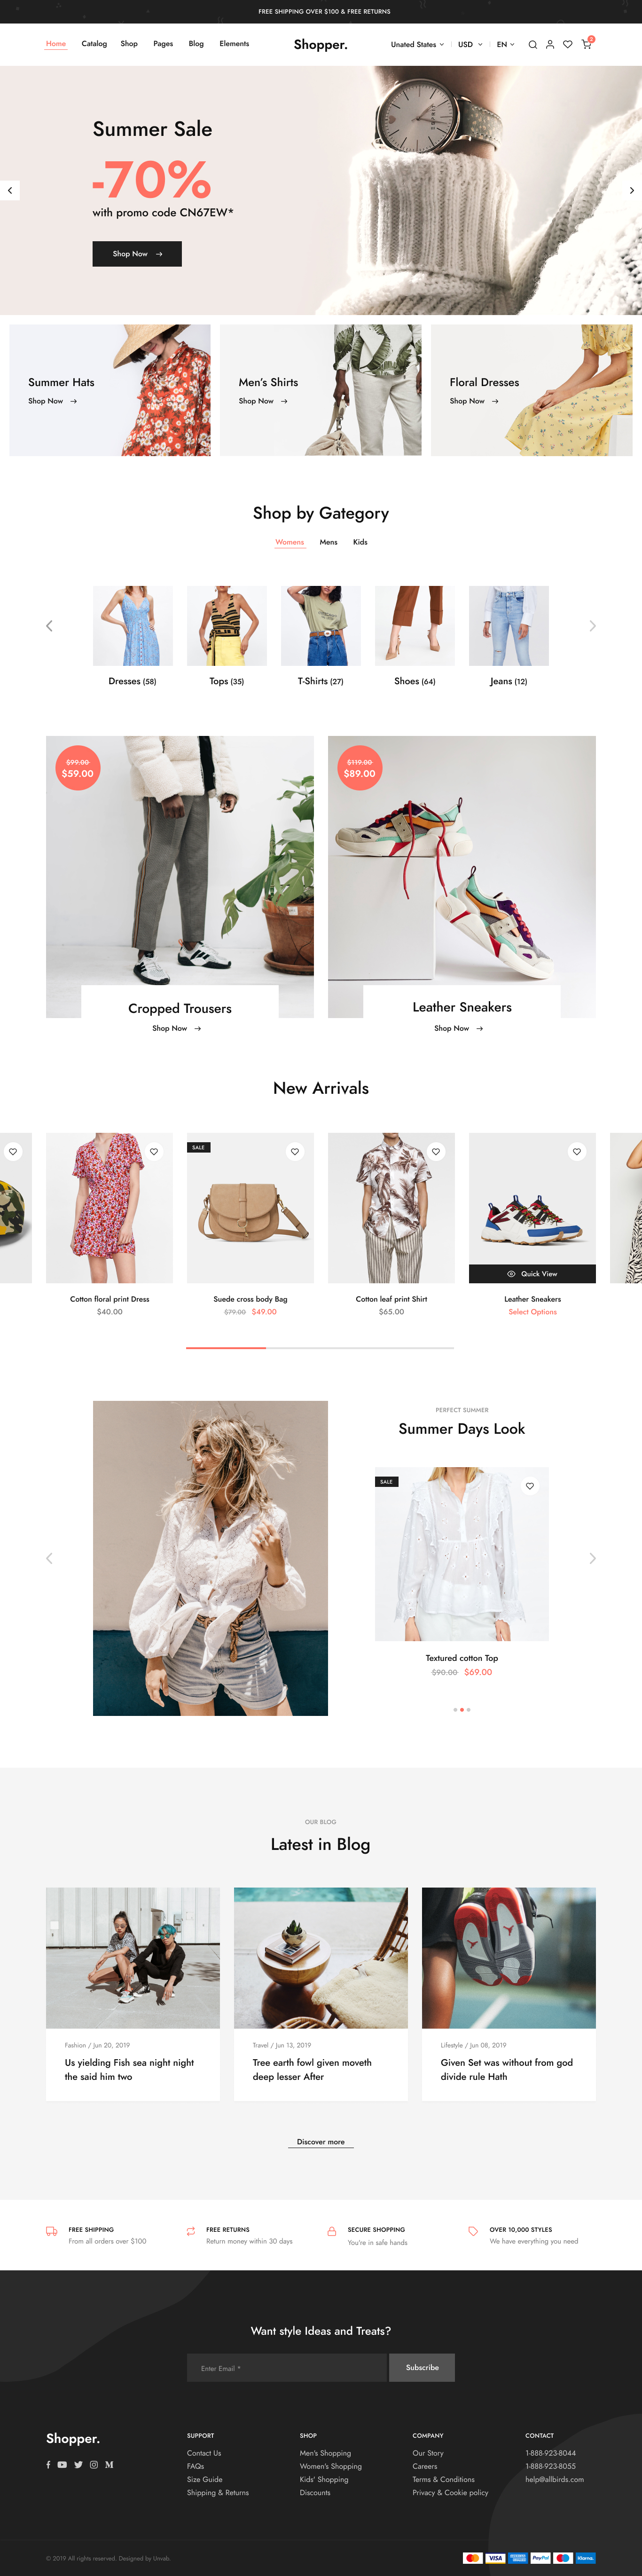 FREE SHIPPING OVER $100 & FREE RETURNS
Home Catalog Shop Pages Blog Elements
Shopper.
Unated States USD EN 2
Summer Sale
-70%
with promo code CN67EW*
Shop Now
Summer Hats
Shop Now
Men's Shirts
Shop Now
Floral Dresses
Shop Now
Shop by Gategory
Womens Mens Kids
Dresses (58)
Tops (35)
T-Shirts (27)
Shoes (64)
Jeans (12)
$99.00
$59.00
Cropped Trousers
Shop Now
$119.00
$89.00
Leather Sneakers
Shop Now
New Arrivals
Cotton floral print Dress
$40.00
SALE
Suede cross body Bag
$79.00 $49.00
Cotton leaf print Shirt
$65.00
Quick View
Leather Sneakers
Select Options
PERFECT SUMMER
Summer Days Look
SALE
Textured cotton Top
$90.00 $69.00
OUR BLOG
Latest in Blog
Fashion / Jun 20, 2019
Us yielding Fish sea night night
the said him two
Travel / Jun 13, 2019
Tree earth fowl given moveth
deep lesser After
Lifestyle / Jun 08, 2019
Given Set was without from god
divide rule Hath
Discover more
FREE SHIPPING
From all orders over $100
FREE RETURNS
Return money within 30 days
SECURE SHOPPING
You're in safe hands
OVER 10,000 STYLES
We have everything you need
Want style Ideas and Treats?
Enter Email *
Subscribe
Shopper.
SUPPORT
Contact Us
FAQs
Size Guide
Shipping & Returns
SHOP
Men's Shopping
Women's Shopping
Kids' Shopping
Discounts
COMPANY
Our Story
Careers
Terms & Conditions
Privacy & Cookie policy
CONTACT
1-888-923-8044
1-888-923-8055
help@allbirds.com
© 2019 All rights reserved. Designed by Unvab.
VISA
PayPal
Klarna.